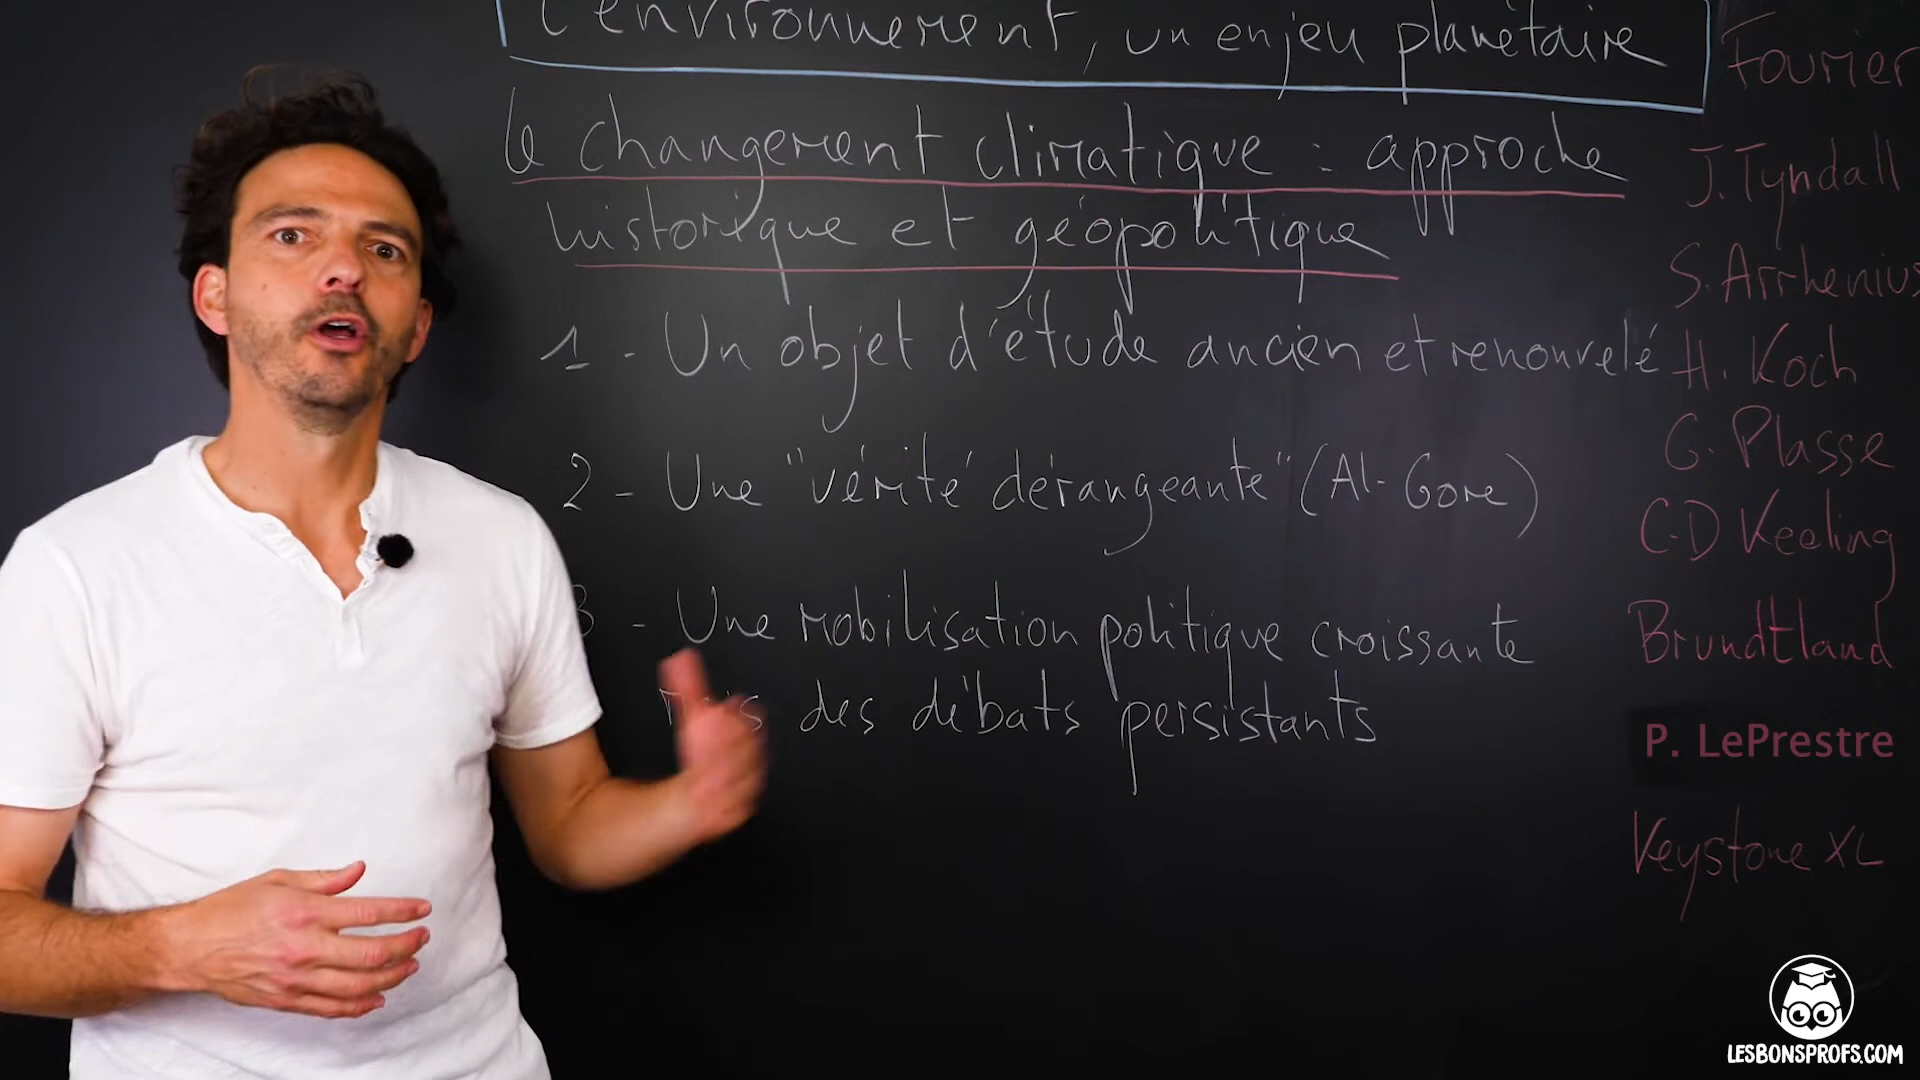 l'environnement, un enjeu planétaire
le changement climatique : approche
historique et géopolitique
1 - Un objet d'étude ancien et renouvelé
2 - Une "vérité dérangeante" (Al-Gore)
3 - Une mobilisation politique croissante
mais des débats persistants
Fourier
J. Tyndall
S. Arrhenius
H. Koch
G. Plasse
C.D Keeling
Brundtland
P. LePrestre
Keystone XL
LESBONSPROFS.COM